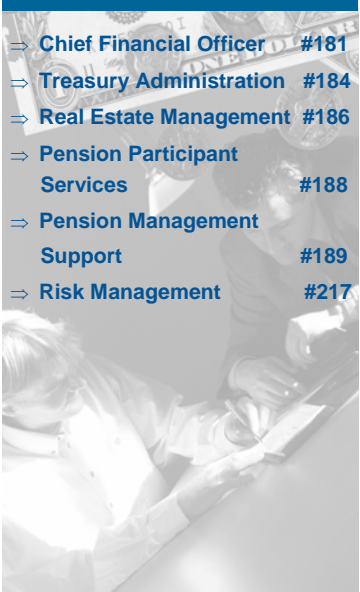 ⇒ Chief Financial Officer #181
⇒ Treasury Administration #184
⇒ Real Estate Management #186
⇒ Pension Participant
Services #188
⇒ Pension Management
Support #189
⇒ Risk Management #217